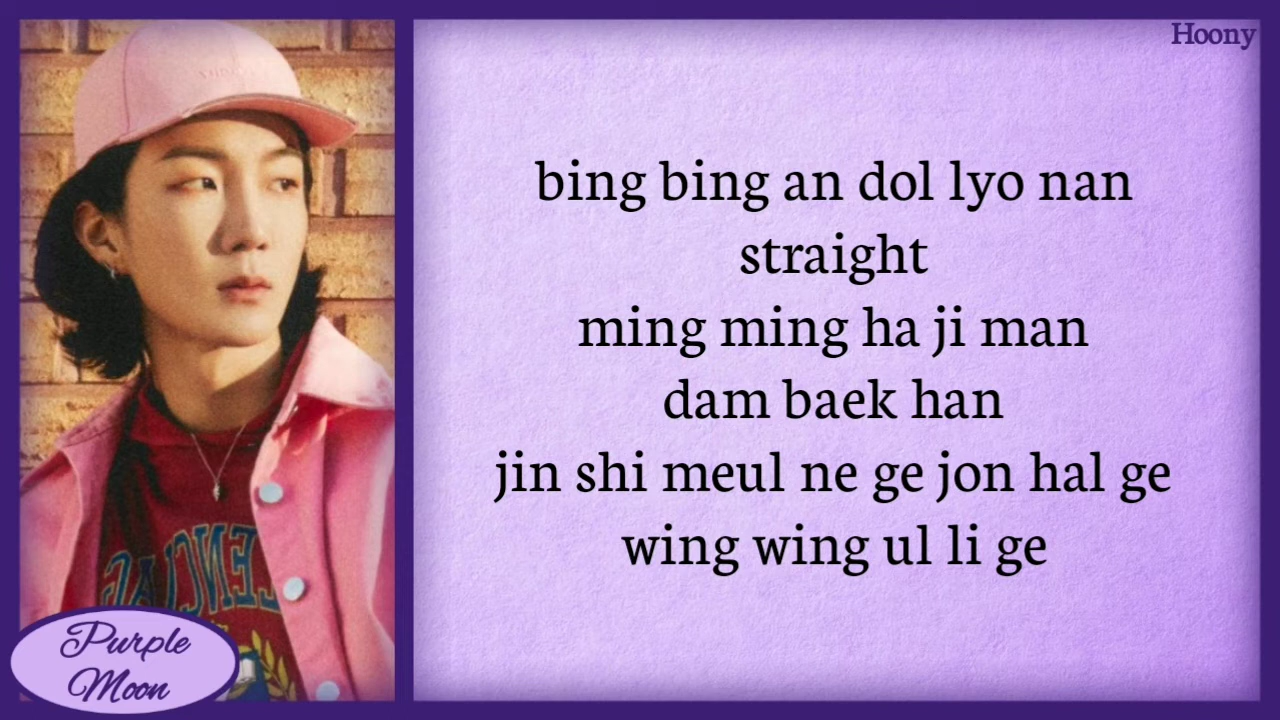 Hoony
bing bing an dol lyo nan
straight
ming ming ha ji man
dam baek han
jin shi meul ne ge jon hal ge
wing wing ul li ge
Purple
Moon